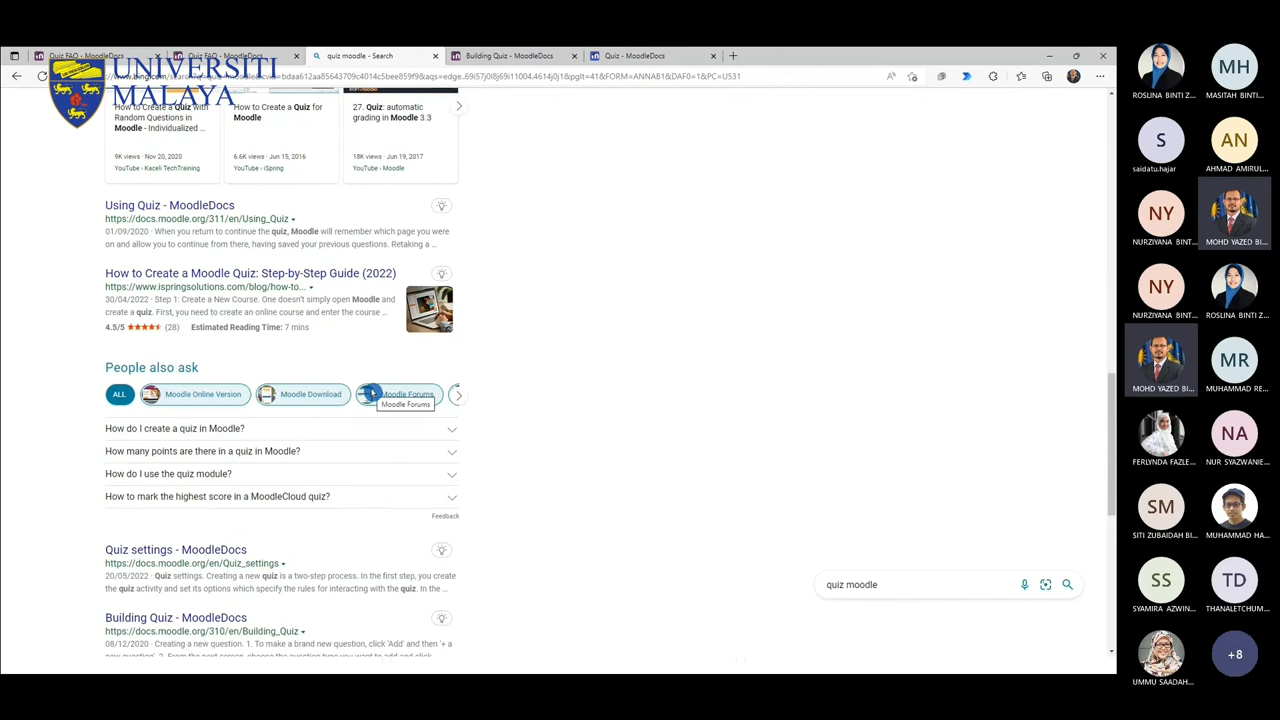 Quiz FAQ - MoodleDocs
Quiz FAQ - MoodleDocs
quiz moodle - Search
Building Quiz - MoodleDocs
Quiz - MoodleDocs
UNIVERSITI
MALAYA
How to Create a Quiz with
Random Questions in
Moodle - Individualized ...
9K views · Nov 20, 2020
YouTube › Kaceli TechTraining
How to Create a Quiz for
Moodle
6.6K views · Jun 15, 2016
YouTube › iSpring
27. Quiz: automatic
grading in Moodle 3.3
18K views · Jun 19, 2017
YouTube › Moodle
Using Quiz - MoodleDocs
https://docs.moodle.org/311/en/Using_Quiz
01/09/2020 · When you return to continue the quiz, Moodle will remember which page you were
on and allow you to continue from there, having saved your previous questions. Retaking a ...
How to Create a Moodle Quiz: Step-by-Step Guide (2022)
https://www.ispringsolutions.com/blog/how-to...
30/04/2022 · Step 1: Create a New Course. One doesn't simply open Moodle and
create a quiz. First, you need to create an online course and enter the course ...
4.5/5 (28) Estimated Reading Time: 7 mins
People also ask
ALL
Moodle Online Version
Moodle Download
Moodle Forums
Moodle Forums
How do I create a quiz in Moodle?
How many points are there in a quiz in Moodle?
How do I use the quiz module?
How to mark the highest score in a MoodleCloud quiz?
Feedback
Quiz settings - MoodleDocs
https://docs.moodle.org/en/Quiz_settings
20/05/2022 · Quiz settings. Creating a new quiz is a two-step process. In the first step, you create
the quiz activity and set its options which specify the rules for interacting with the quiz. In the ...
Building Quiz - MoodleDocs
https://docs.moodle.org/310/en/Building_Quiz
08/12/2020 · Creating a new question. 1. To make a brand new question, click 'Add' and then '+ a
quiz moodle
ROSLINA BINTI Z...
MH
MASITAH BINTI...
S
saidatu.hajar
AN
AHMAD AMIRUL...
NY
NURZIYANA BINT...
MOHD YAZED BI...
NY
NURZIYANA BINT...
ROSLINA BINTI Z...
MOHD YAZED BI...
MR
MUHAMMAD RE...
FERLYNDA FAZLE...
NA
NUR SYAZWANIE...
SM
SITI ZUBAIDAH BI...
MUHAMMAD HA...
SS
SYAMIRA AZWIN...
TD
THANALETCHUM...
UMMU SAADAH...
+8